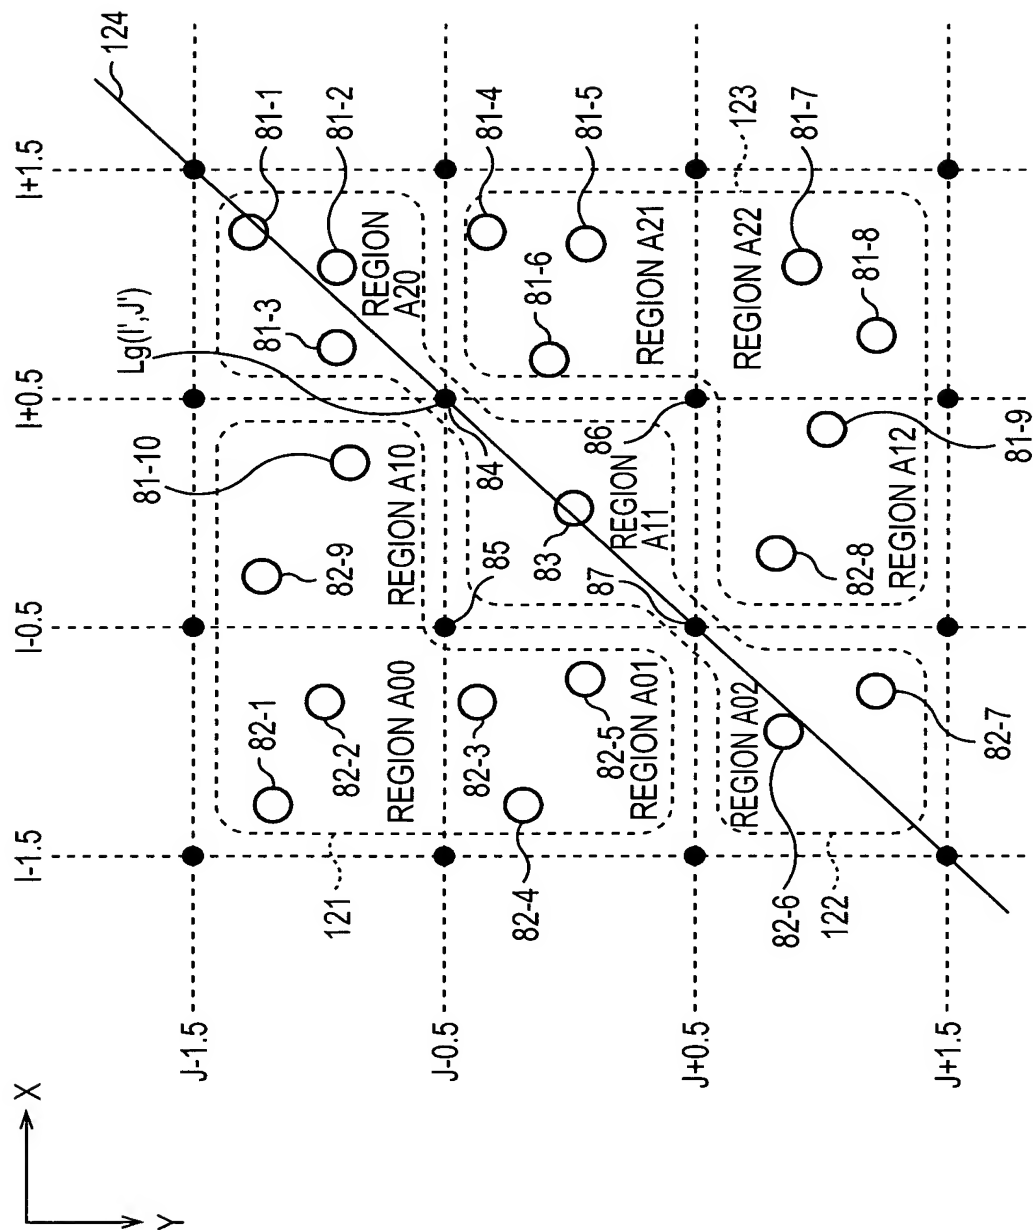 X
Y
I-1.5
I-0.5
I+0.5
I+1.5
J-1.5
J-0.5
J+0.5
J+1.5
124
Lg(I',J')
81-1
81-2
81-3
REGION
A20
81-10
82-9
REGION A10
82-1
82-2
REGION A00
121
84
85
81-4
81-5
81-6
REGION A21
123
82-3
82-4
82-5
REGION A01
83
REGION
A11
86
87
REGION A22
81-7
81-8
81-9
82-8
REGION A12
REGION A02
82-6
122
82-7